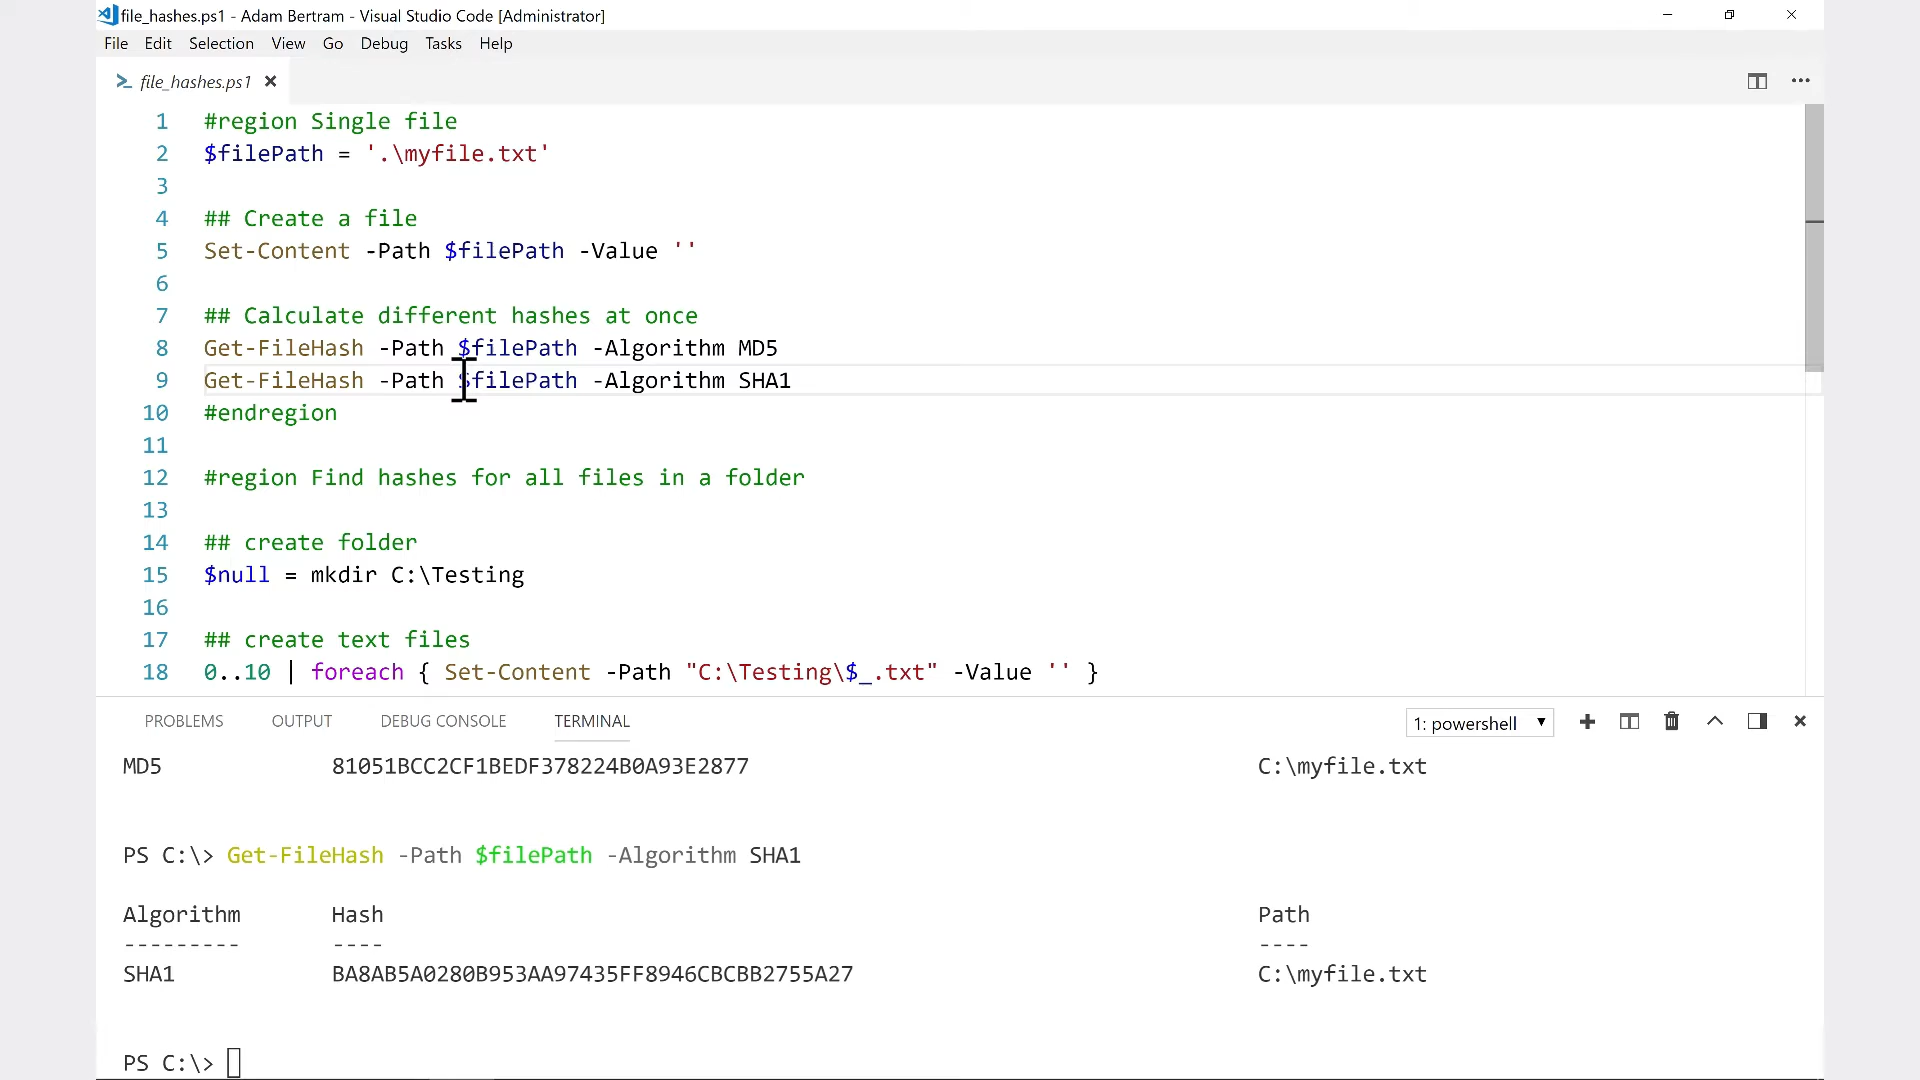 file_hashes.ps1 - Adam Bertram - Visual Studio Code [Administrator]
File Edit Selection View Go Debug Tasks Help
file_hashes.ps1
1 #region Single file
2 $filePath = '.\myfile.txt'
3
4 ## Create a file
5 Set-Content -Path $filePath -Value ''
6
7 ## Calculate different hashes at once
8 Get-FileHash -Path $filePath -Algorithm MD5
9 Get-FileHash -Path $filePath -Algorithm SHA1
10 #endregion
11
12 #region Find hashes for all files in a folder
13
14 ## create folder
15 $null = mkdir C:\Testing
16
17 ## create text files
18 0..10 | foreach { Set-Content -Path "C:\Testing\$_.txt" -Value '' }
PROBLEMS OUTPUT DEBUG CONSOLE TERMINAL 1: powershell
MD5 81051BCC2CF1BEDF378224B0A93E2877 C:\myfile.txt
PS C:\> Get-FileHash -Path $filePath -Algorithm SHA1
Algorithm Hash Path
--------- ---- ----
SHA1 BA8AB5A0280B953AA97435FF8946CBCBB2755A27 C:\myfile.txt
PS C:\>